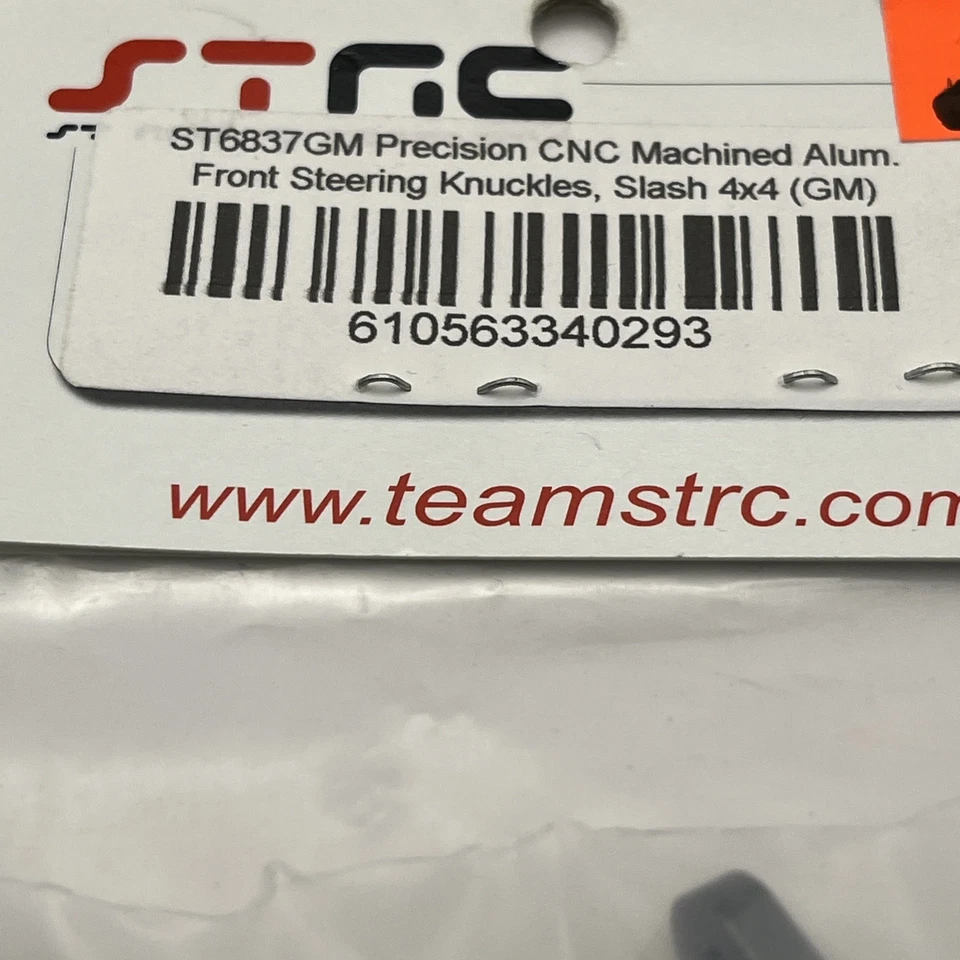 STRC
ST6837GM Precision CNC Machined Alum.
Front Steering Knuckles, Slash 4x4 (GM)
610563340293
www.teamstrc.com